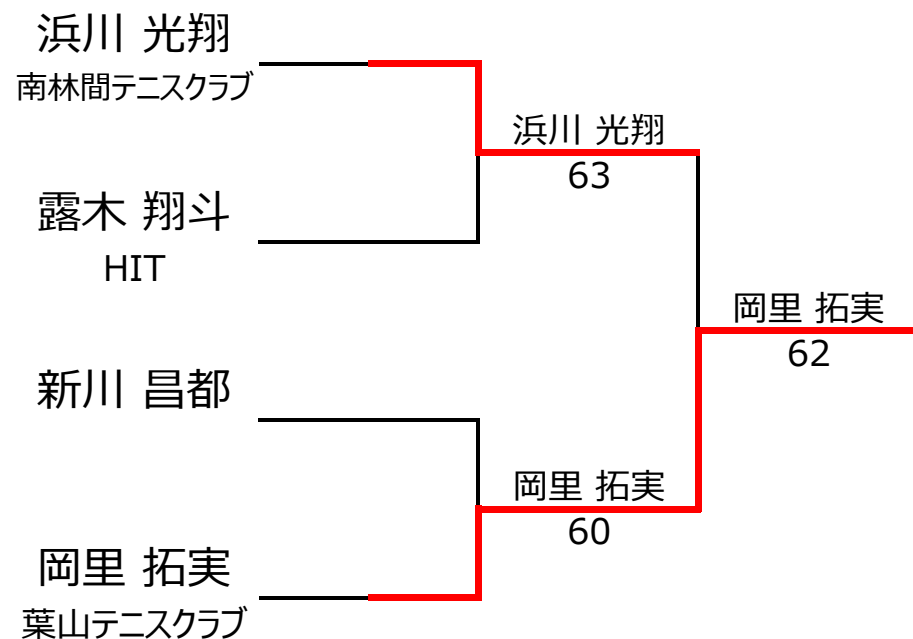 浜川 光翔
南林間テニスクラブ
浜川 光翔
63
露木 翔斗
HIT
岡里 拓実
62
新川 昌都
岡里 拓実
60
岡里 拓実
葉山テニスクラブ